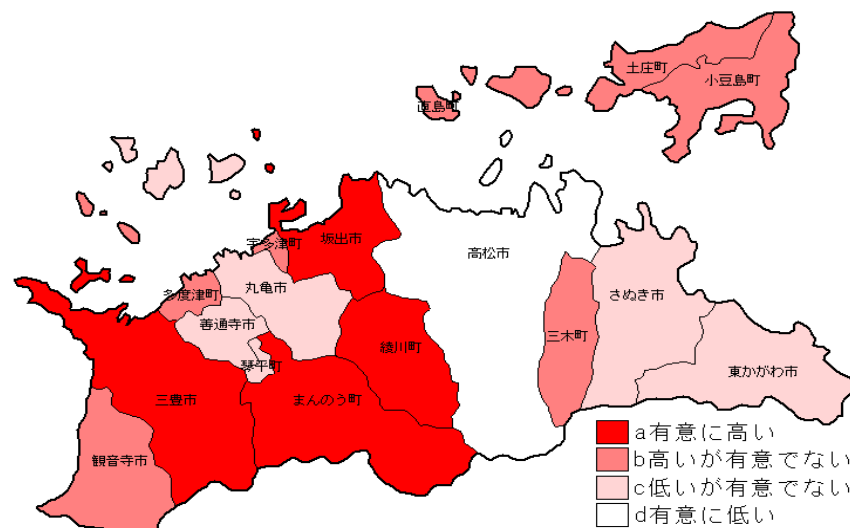 土庄町
小豆島町
直島町
宇多津町
坂出市
高松市
多度津町
丸亀市
さぬき市
善通寺市
三木町
綾川町
琴平町
東かがわ市
三豊市
まんのう町
観音寺市
a有意に高い
b高いが有意でない
c低いが有意でない
d有意に低い